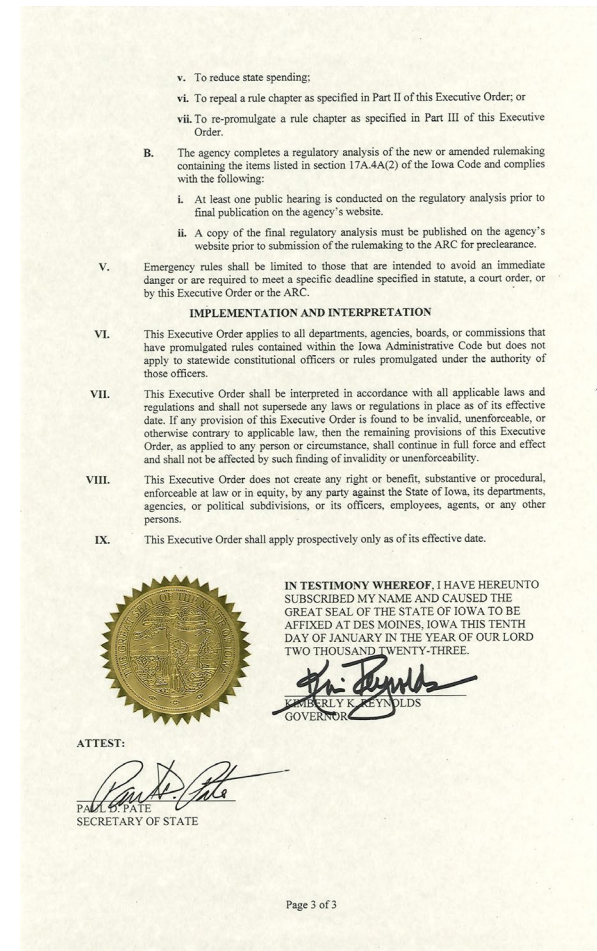 v. To reduce state spending;
vi. To repeal a rule chapter as specified in Part II of this Executive Order; or
vii. To re-promulgate a rule chapter as specified in Part III of this Executive
Order.
B. The agency completes a regulatory analysis of the new or amended rulemaking
containing the items listed in section 17A.4A(2) of the Iowa Code and complies
with the following:
i. At least one public hearing is conducted on the regulatory analysis prior to
final publication on the agency's website.
ii. A copy of the final regulatory analysis must be published on the agency's
website prior to submission of the rulemaking to the ARC for preclearance.
V. Emergency rules shall be limited to those that are intended to avoid an immediate
danger or are required to meet a specific deadline specified in statute, a court order, or
by this Executive Order or the ARC.
IMPLEMENTATION AND INTERPRETATION
VI. This Executive Order applies to all departments, agencies, boards, or commissions that
have promulgated rules contained within the Iowa Administrative Code but does not
apply to statewide constitutional officers or rules promulgated under the authority of
those officers.
VII. This Executive Order shall be interpreted in accordance with all applicable laws and
regulations and shall not supersede any laws or regulations in place as of its effective
date. If any provision of this Executive Order is found to be invalid, unenforceable, or
otherwise contrary to applicable law, then the remaining provisions of this Executive
Order, as applied to any person or circumstance, shall continue in full force and effect
and shall not be affected by such finding of invalidity or unenforceability.
VIII. This Executive Order does not create any right or benefit, substantive or procedural,
enforceable at law or in equity, by any party against the State of Iowa, its departments,
agencies, or political subdivisions, or its officers, employees, agents, or any other
persons.
IX. This Executive Order shall apply prospectively only as of its effective date.
IN TESTIMONY WHEREOF, I HAVE HEREUNTO
SUBSCRIBED MY NAME AND CAUSED THE
GREAT SEAL OF THE STATE OF IOWA TO BE
AFFIXED AT DES MOINES, IOWA THIS TENTH
DAY OF JANUARY IN THE YEAR OF OUR LORD
TWO THOUSAND TWENTY-THREE.
Kim Reynolds
KIMBERLY K. REYNOLDS
GOVERNOR
ATTEST:
Paul D. Pate
PAUL D. PATE
SECRETARY OF STATE
Page 3 of 3